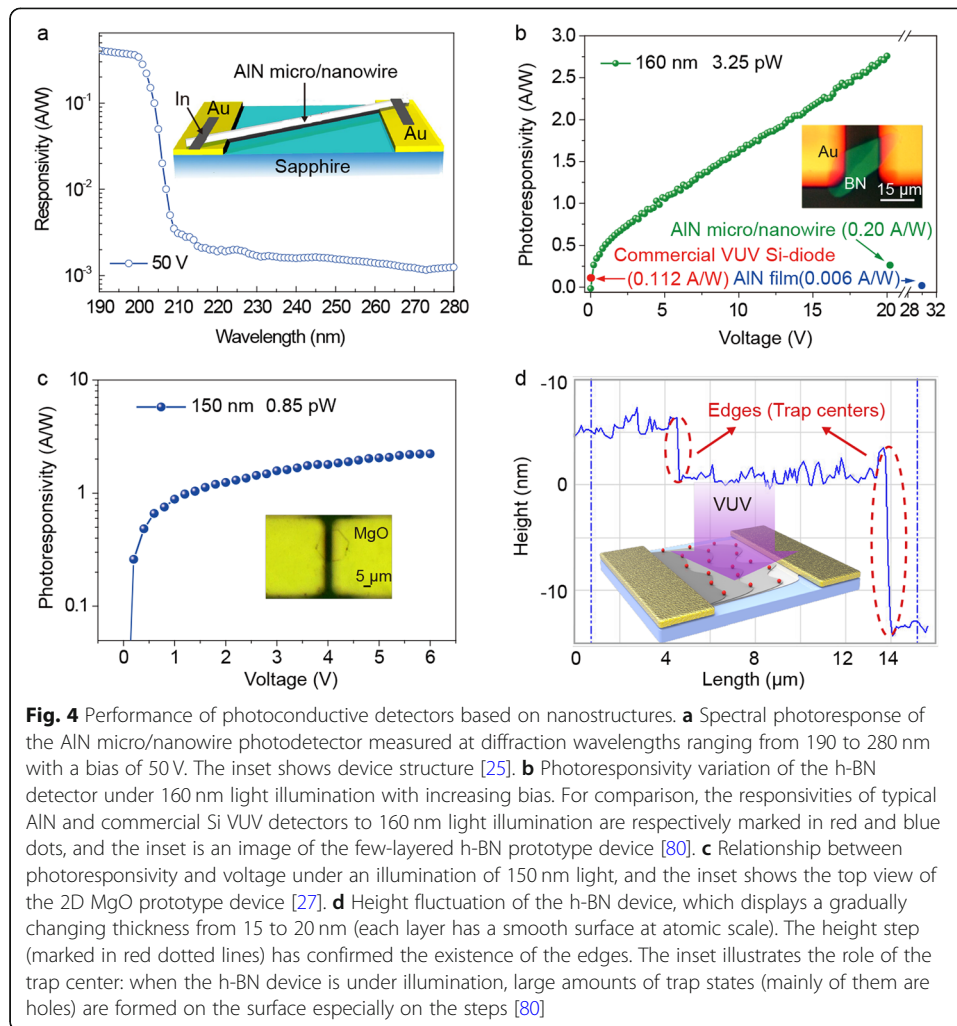 a
Responsivity (A/W)
10⁻¹
10⁻²
10⁻³
AlN micro/nanowire
In
Au
Au
Sapphire
50 V
190 200 210 220 230 240 250 260 270 280
Wavelength (nm)
b
Photoresponsivity (A/W)
3.0
2.5
2.0
1.5
1.0
0.5
0.0
160 nm 3.25 pW
Au
BN
15 μm
AlN micro/nanowire (0.20 A/W)
Commercial VUV Si-diode
(0.112 A/W) AlN film(0.006 A/W)
0 5 10 15 20 28 32
Voltage (V)
c
Photoresponsivity (A/W)
10
1
0.1
150 nm 0.85 pW
MgO
5 μm
0 1 2 3 4 5 6
Voltage (V)
d
Height (nm)
-10
0
-10
Edges (Trap centers)
VUV
0 4 8 12 14
Length (μm)
Fig. 4 Performance of photoconductive detectors based on nanostructures. a Spectral photoresponse of
the AlN micro/nanowire photodetector measured at diffraction wavelengths ranging from 190 to 280 nm
with a bias of 50 V. The inset shows device structure [25]. b Photoresponsivity variation of the h-BN
detector under 160 nm light illumination with increasing bias. For comparison, the responsivities of typical
AlN and commercial Si VUV detectors to 160 nm light illumination are respectively marked in red and blue
dots, and the inset is an image of the few-layered h-BN prototype device [80]. c Relationship between
photoresponsivity and voltage under an illumination of 150 nm light, and the inset shows the top view of
the 2D MgO prototype device [27]. d Height fluctuation of the h-BN device, which displays a gradually
changing thickness from 15 to 20 nm (each layer has a smooth surface at atomic scale). The height step
(marked in red dotted lines) has confirmed the existence of the edges. The inset illustrates the role of the
trap center: when the h-BN device is under illumination, large amounts of trap states (mainly of them are
holes) are formed on the surface especially on the steps [80]